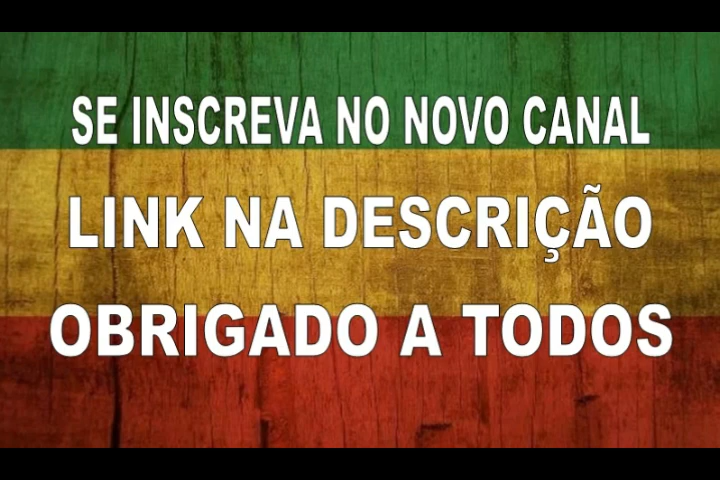 SE INSCREVA NO NOVO CANAL
LINK NA DESCRIÇÃO
OBRIGADO A TODOS